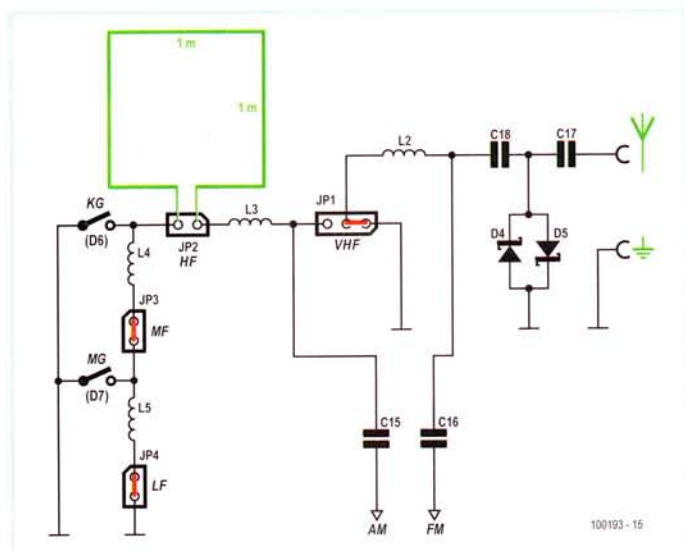 1 m
1 m
L2
C18
C17
KG
(D6)
JP2
HF
L3
JP1
VHF
D4
D5
L4
JP3
MF
MG
(D7)
L5
JP4
LF
C15
C16
AM
FM
100193 - 15